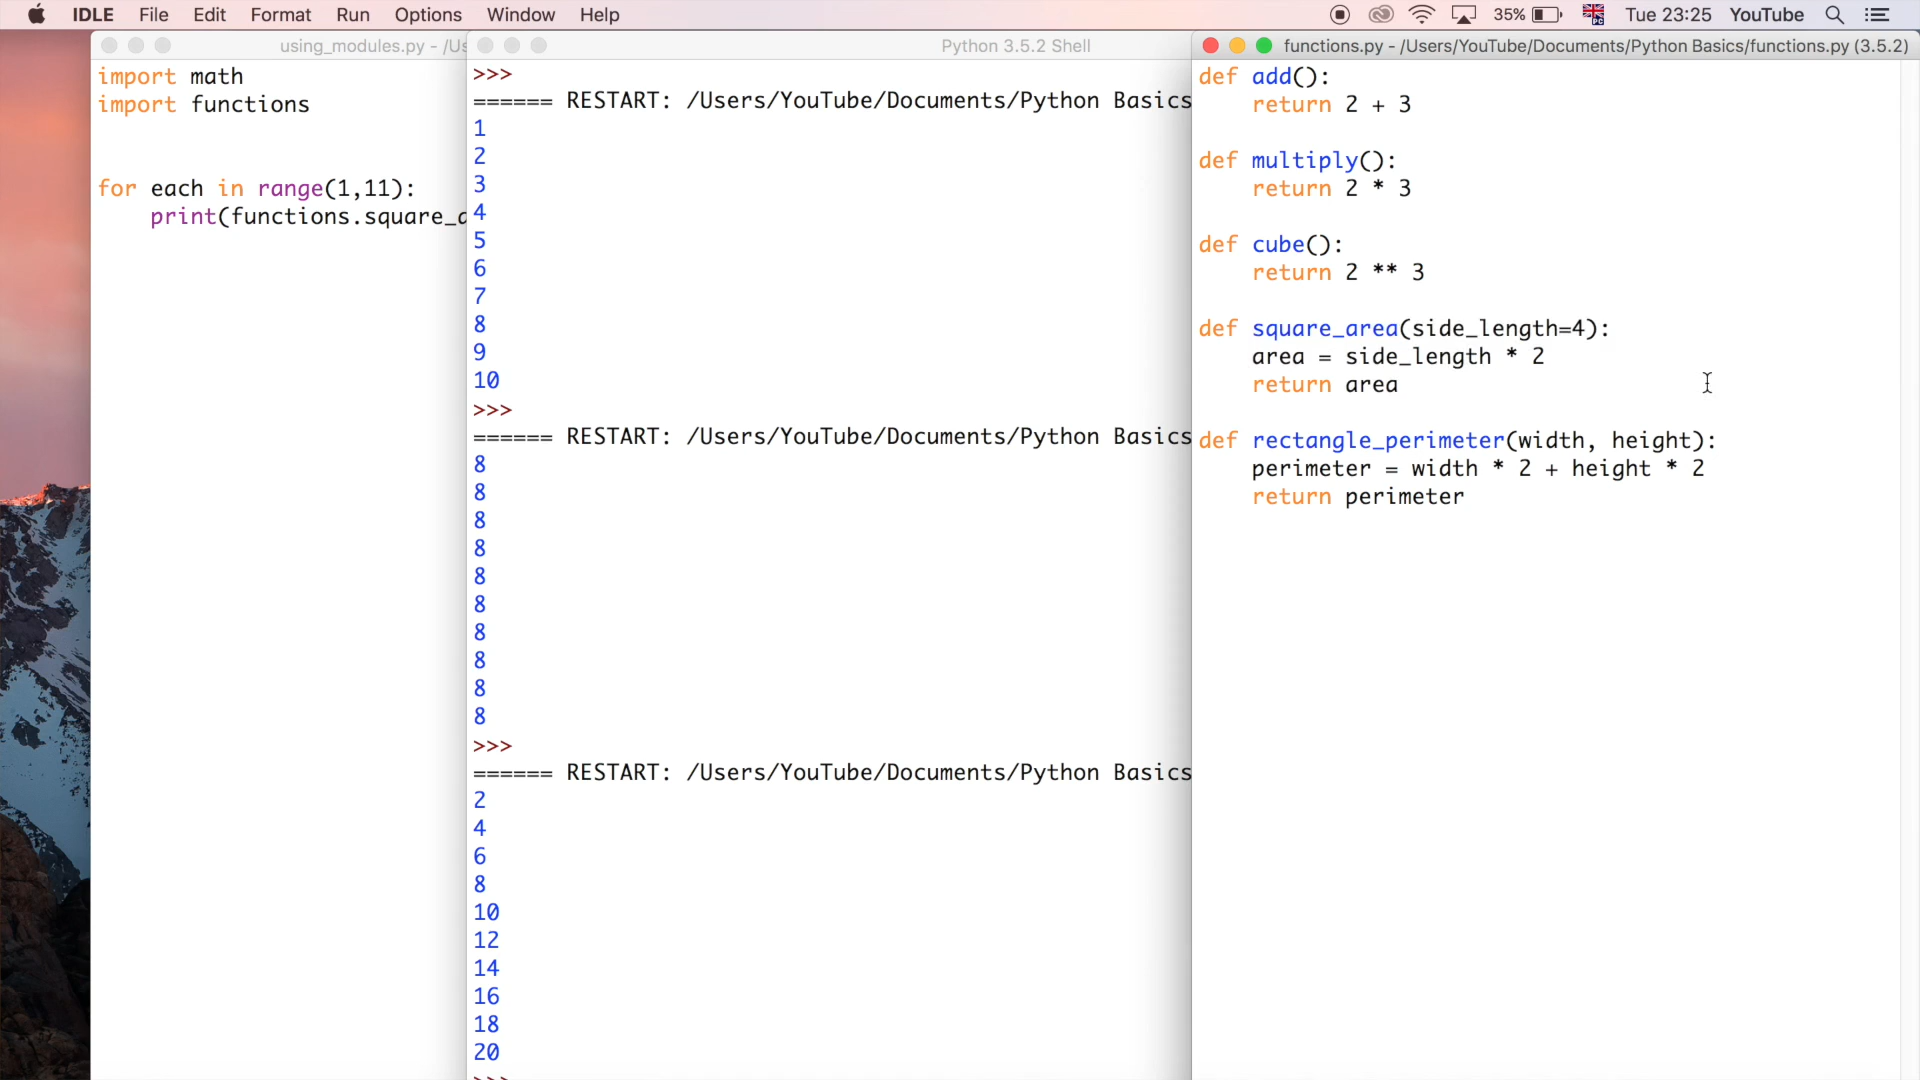 IDLE File Edit Format Run Options Window Help 35% Tue 23:25 YouTube
using_modules.py - /Us
import math
import functions
for each in range(1,11):
print(functions.square_a
Python 3.5.2 Shell
>>>
====== RESTART: /Users/YouTube/Documents/Python Basics
1
2
3
4
5
6
7
8
9
10
>>>
====== RESTART: /Users/YouTube/Documents/Python Basics
8
8
8
8
8
8
8
8
8
8
>>>
====== RESTART: /Users/YouTube/Documents/Python Basics
2
4
6
8
10
12
14
16
18
20
>>>
functions.py - /Users/YouTube/Documents/Python Basics/functions.py (3.5.2)
def add():
return 2 + 3
def multiply():
return 2 * 3
def cube():
return 2 ** 3
def square_area(side_length=4):
area = side_length * 2
return area
def rectangle_perimeter(width, height):
perimeter = width * 2 + height * 2
return perimeter